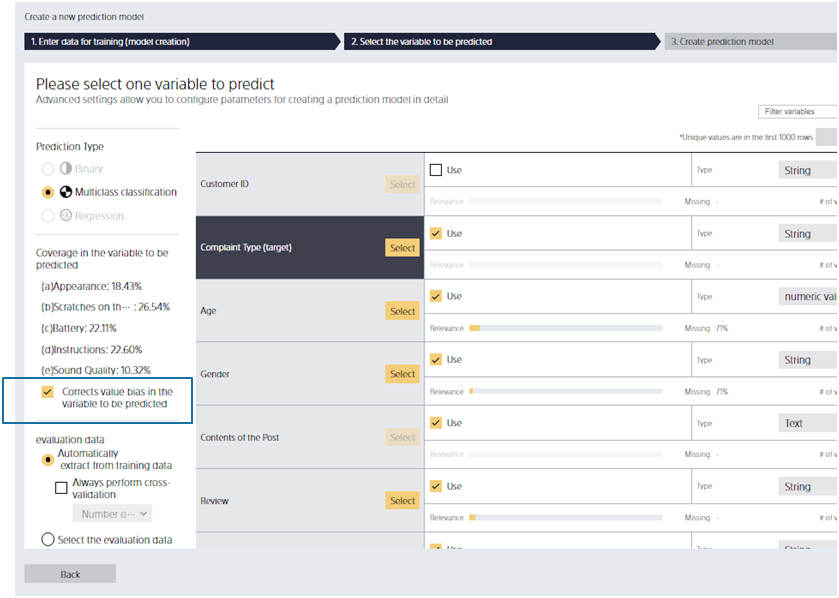 Create a new prediction model
1. Enter data for training (model creation)
2. Select the variable to be predicted
3. Create prediction model
Please select one variable to predict
Advanced settings allow you to configure parameters for creating a prediction model in detail
Filter variables
*Unique values are in the first 1000 rows
Prediction Type
Binary
Multiclass classification
Regression
Coverage in the variable to be
predicted
(a)Appearance: 18.43%
(b)Scratches on th··· : 26.54%
(c)Battery: 22.11%
(d)Instructions: 22.60%
(e)Sound Quality: 10.32%
Corrects value bias in the
variable to be predicted
evaluation data
Automatically
extract from training data
Always perform cross-
validation
Number o···
Select the evaluation data
Customer ID
Select
Use
Type
String
Relevance
Missing -
# of v
Complaint Type (target)
Select
Use
Type
String
Relevance
Missing -
# of v
Age
Select
Use
Type
numeric val
Relevance
Missing 71%
# of v
Gender
Select
Use
Type
String
Relevance
Missing 71%
# of v
Contents of the Post
Select
Use
Type
Text
Relevance
Missing -
# of v
Review
Select
Use
Type
String
Relevance
Missing -
# of v
Back